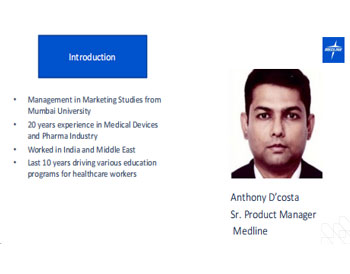 Introduction
• Management in Marketing Studies from
Mumbai University
• 20 years experience in Medical Devices
and Pharma Industry
• Worked in India and Middle East
• Last 10 years driving various education
programs for healthcare workers
MEDLINE
Anthony D'costa
Sr. Product Manager
Medline